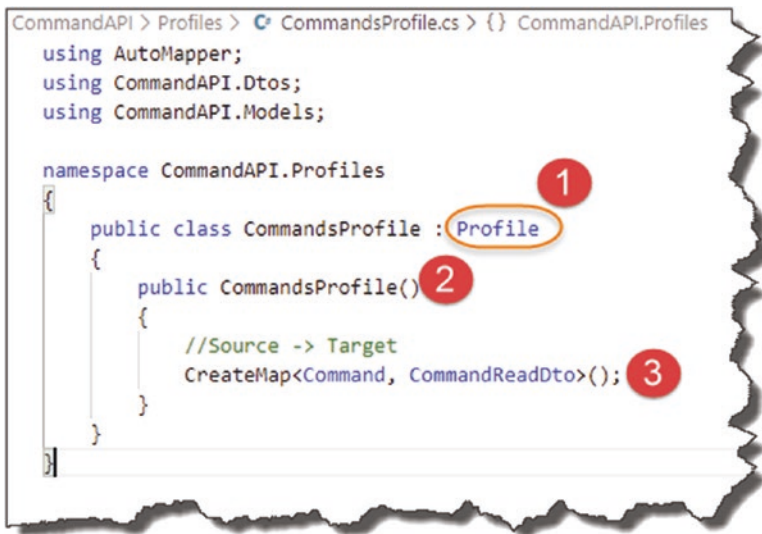 CommandAPI > Profiles > C# CommandsProfile.cs > {} CommandAPI.Profiles
using AutoMapper;
using CommandAPI.Dtos;
using CommandAPI.Models;
namespace CommandAPI.Profiles
{
public class CommandsProfile : Profile
1
{
public CommandsProfile()
2
{
//Source -> Target
CreateMap<Command, CommandReadDto>();
3
}
}
}